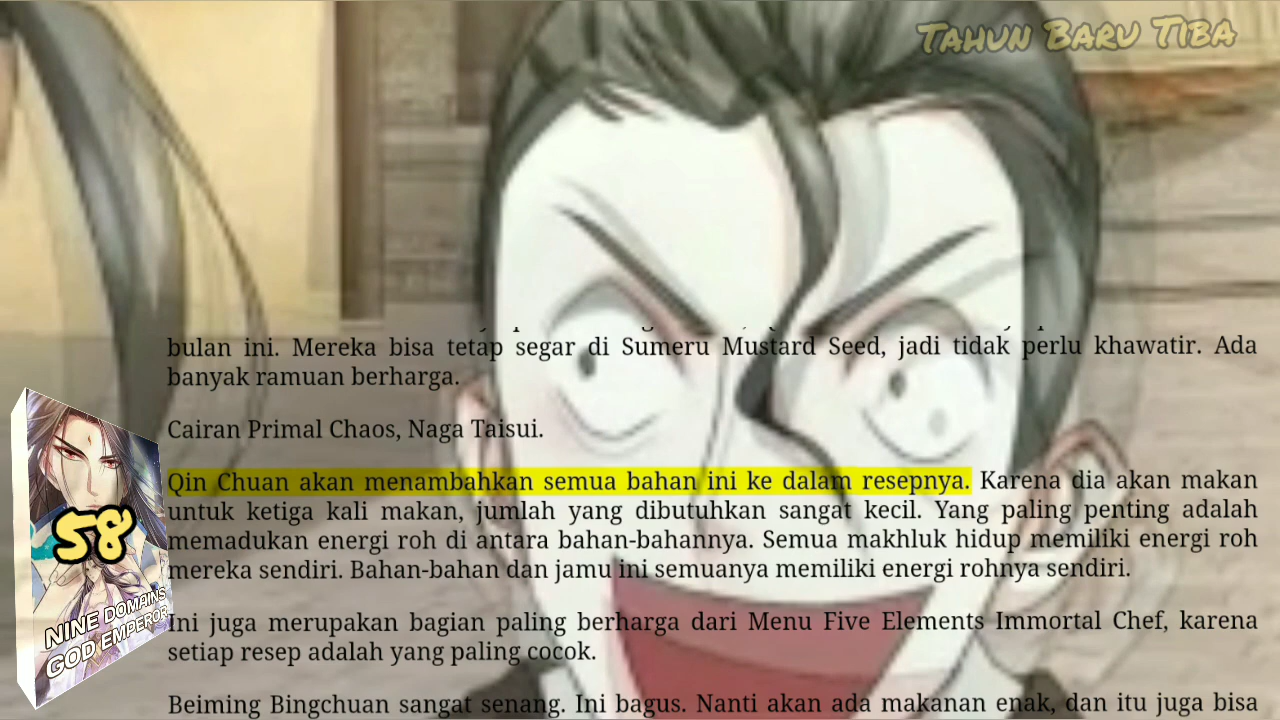 Tahun Baru Tiba
bulan ini. Mereka bisa tetap segar di Sumeru Mustard Seed, jadi tidak perlu khawatir. Ada
banyak ramuan berharga.
Cairan Primal Chaos, Naga Taisui.
Qin Chuan akan menambahkan semua bahan ini ke dalam resepnya. Karena dia akan makan
untuk ketiga kali makan, jumlah yang dibutuhkan sangat kecil. Yang paling penting adalah
memadukan energi roh di antara bahan-bahannya. Semua makhluk hidup memiliki energi roh
mereka sendiri. Bahan-bahan dan jamu ini semuanya memiliki energi rohnya sendiri.
Ini juga merupakan bagian paling berharga dari Menu Five Elements Immortal Chef, karena
setiap resep adalah yang paling cocok.
Beiming Bingchuan sangat senang. Ini bagus. Nanti akan ada makanan enak, dan itu juga bisa
58
NINE DOMAINS
GOD EMPEROR